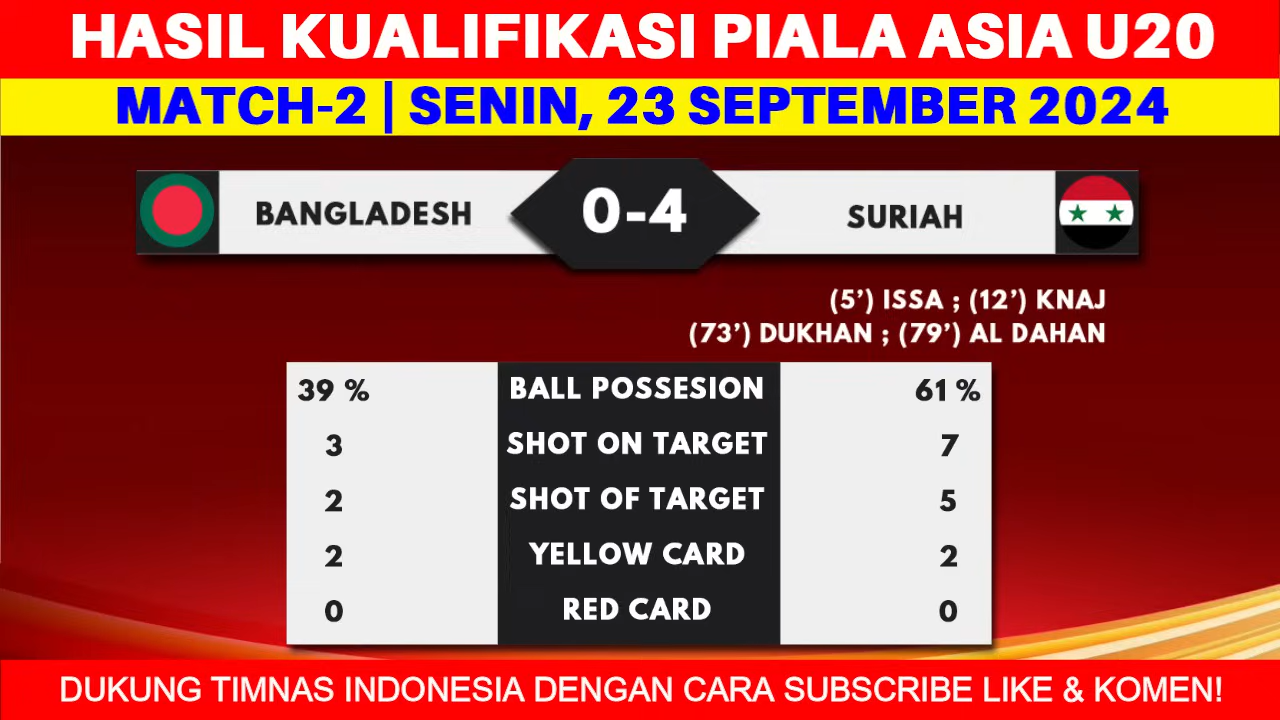 HASIL KUALIFIKASI PIALA ASIA U20
MATCH-2 | SENIN, 23 SEPTEMBER 2024
BANGLADESH 0-4 SURIAH
(5’) ISSA ; (12’) KNAJ
(73’) DUKHAN ; (79’) AL DAHAN
39 % BALL POSSESION 61 %
3 SHOT ON TARGET 7
2 SHOT OF TARGET 5
2 YELLOW CARD 2
0 RED CARD 0
DUKUNG TIMNAS INDONESIA DENGAN CARA SUBSCRIBE LIKE & KOMEN!